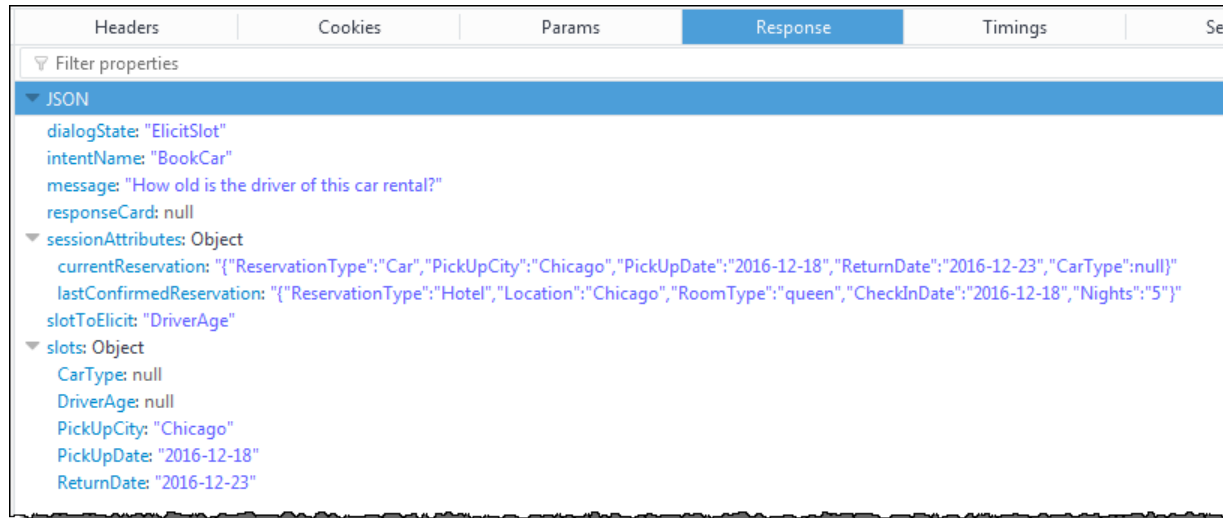 Headers Cookies Params Response Timings Se
Filter properties
JSON
dialogState: "ElicitSlot"
intentName: "BookCar"
message: "How old is the driver of this car rental?"
responseCard: null
sessionAttributes: Object
currentReservation: "{"ReservationType":"Car","PickUpCity":"Chicago","PickUpDate":"2016-12-18","ReturnDate":"2016-12-23","CarType":null}"
lastConfirmedReservation: "{"ReservationType":"Hotel","Location":"Chicago","RoomType":"queen","CheckInDate":"2016-12-18","Nights":"5"}"
slotToElicit: "DriverAge"
slots: Object
CarType: null
DriverAge: null
PickUpCity: "Chicago"
PickUpDate: "2016-12-18"
ReturnDate: "2016-12-23"